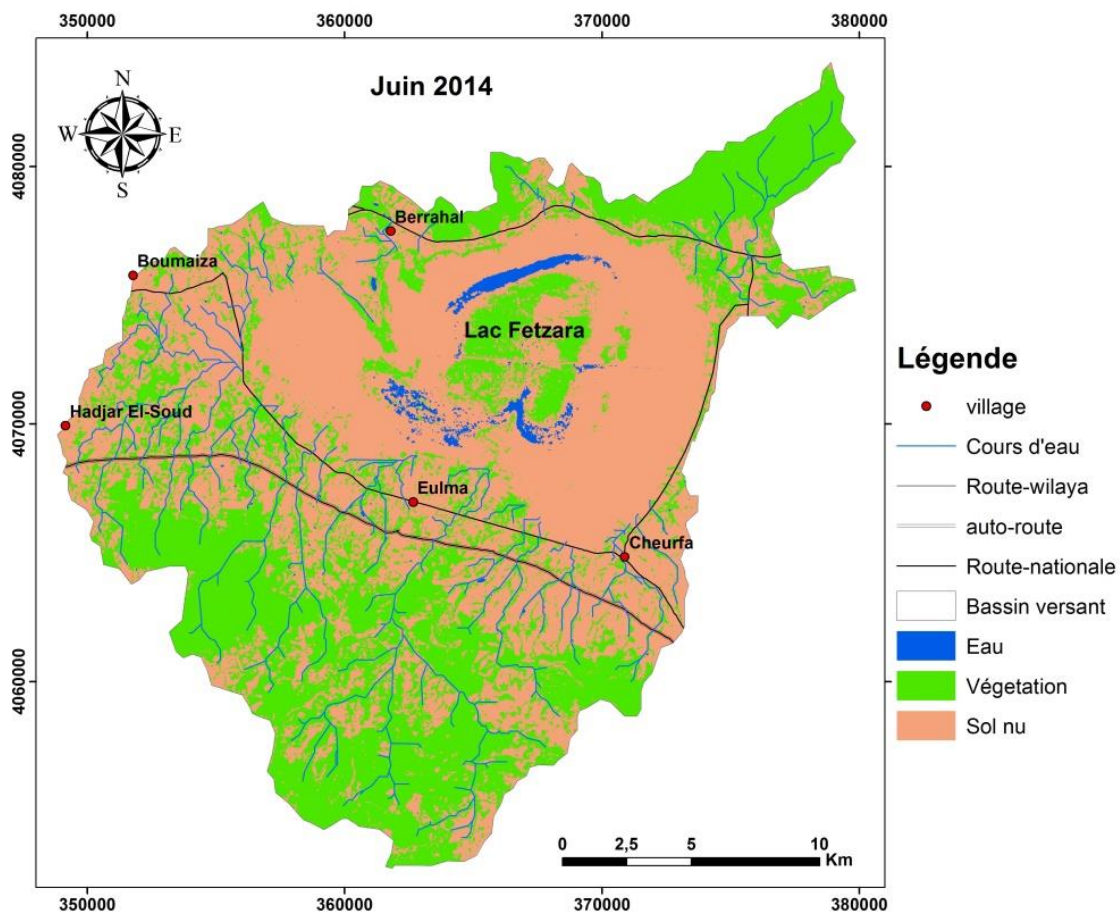 350000 360000 370000 380000
Juin 2014
N
W E
S
4080000
4070000
4060000
Berrahal
Boumaiza
Lac Fetzara
Hadjar El-Soud
Eulma
Cheurfa
Légende
village
Cours d'eau
Route-wilaya
auto-route
Route-nationale
Bassin versant
Eau
Végetation
Sol nu
0 2,5 5 10
Km
350000 360000 370000 380000